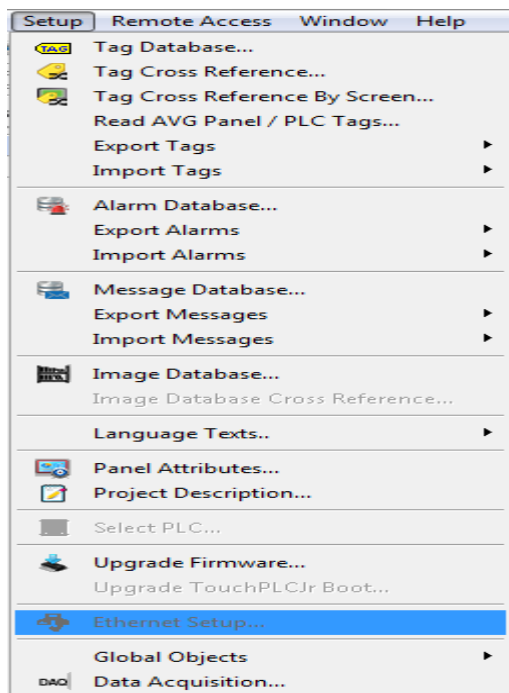 Setup Remote Access Window Help
TAG Tag Database...
Tag Cross Reference...
Tag Cross Reference By Screen...
Read AVG Panel / PLC Tags...
Export Tags
Import Tags
Alarm Database...
Export Alarms
Import Alarms
Message Database...
Export Messages
Import Messages
Image Database...
Image Database Cross Reference...
Language Texts..
Panel Attributes...
Project Description...
Select PLC...
Upgrade Firmware...
Upgrade TouchPLCJr Boot...
Ethernet Setup...
Global Objects
DAQ Data Acquisition...